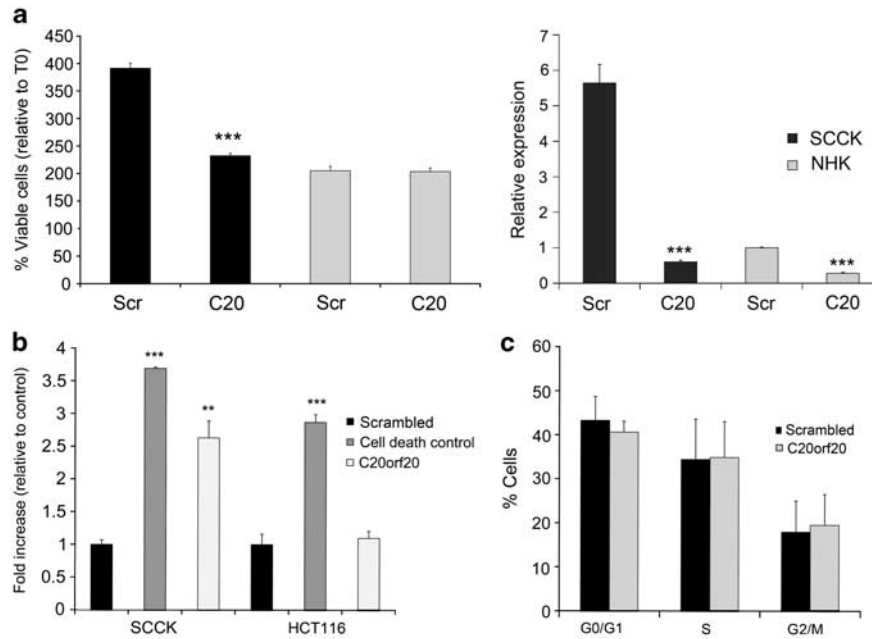 a
% Viable cells (relative to T0)
450
400
350
300
250
200
150
100
50
0
***
Scr
C20
Scr
C20
Relative expression
7
6
5
4
3
2
1
0
***
***
SCCK
NHK
Scr
C20
Scr
C20
b
Fold increase (relative to control)
4
3.5
3
2.5
2
1.5
1
0.5
0
***
**
***
Scrambled
Cell death control
C20orf20
SCCK
HCT116
c
% Cells
60
50
40
30
20
10
0
Scrambled
C20orf20
G0/G1
S
G2/M